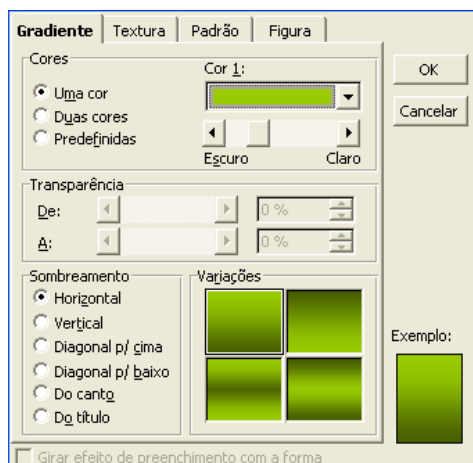 Gradiente Textura Padrão Figura
Cores
Uma cor
Duas cores
Predefinidas
Cor 1:
Escuro Claro
OK
Cancelar
Transparência
De: 0 %
A: 0 %
Sombreamento
Horizontal
Vertical
Diagonal p/ cima
Diagonal p/ baixo
Do canto
Do título
Variações
Exemplo:
Girar efeito de preenchimento com a forma